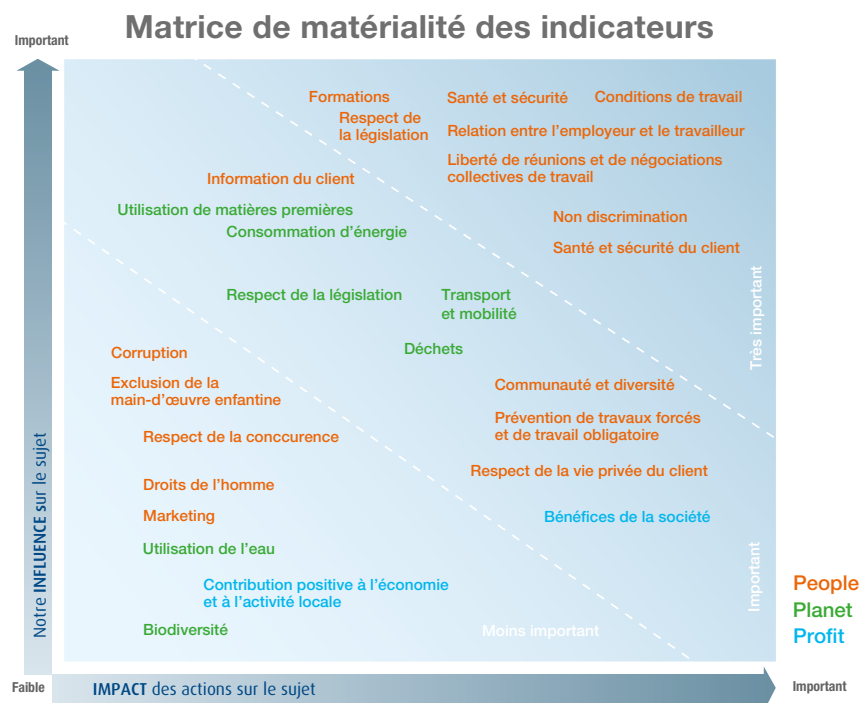 Matrice de matérialité des indicateurs
Important
Formations
Santé et sécurité
Conditions de travail
Respect de
la législation
Relation entre l'employeur et le travailleur
Liberté de réunions et de négociations
collectives de travail
Information du client
Utilisation de matières premières
Consommation d'énergie
Non discrimination
Santé et sécurité du client
Respect de la législation
Transport
et mobilité
Déchets
Très important
Corruption
Exclusion de la
main-d'œuvre enfantine
Communauté et diversité
Prévention de travaux forcés
et de travail obligatoire
Respect de la conccurence
Respect de la vie privée du client
Droits de l'homme
Marketing
Bénéfices de la société
Utilisation de l'eau
Contribution positive à l'économie
et à l'activité locale
Biodiversité
Moins important
Important
Notre INFLUENCE sur le sujet
People
Planet
Profit
Faible
IMPACT des actions sur le sujet
Important